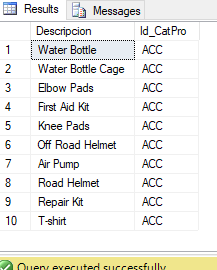 Results Messages
Descripcion Id_CatPro
1 Water Bottle ACC
2 Water Bottle Cage ACC
3 Elbow Pads ACC
4 First Aid Kit ACC
5 Knee Pads ACC
6 Off Road Helmet ACC
7 Air Pump ACC
8 Road Helmet ACC
9 Repair Kit ACC
10 T-shirt ACC
Query executed successfully